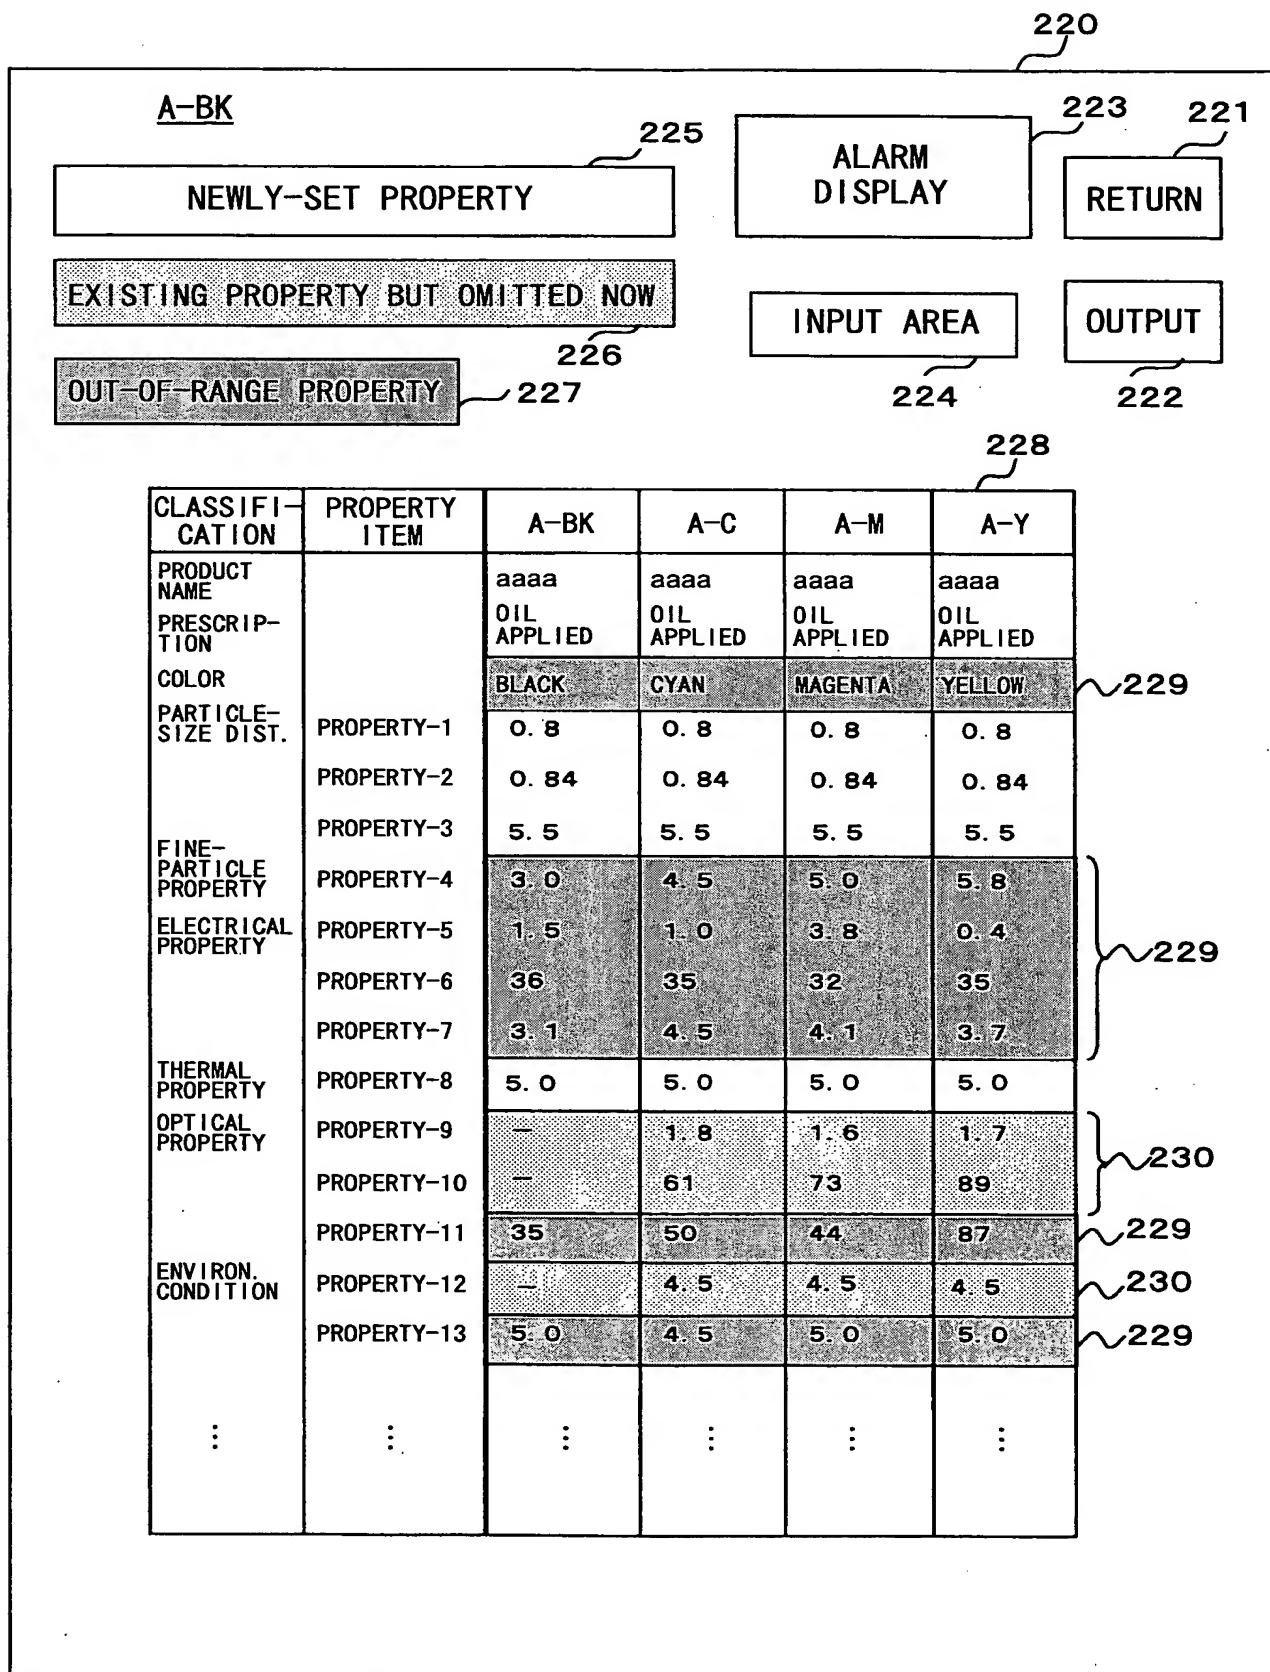 220
A-BK
225
223
221
NEWLY-SET PROPERTY
ALARM
DISPLAY
RETURN
EXISTING PROPERTY BUT OMITTED NOW
226
INPUT AREA
224
OUTPUT
222
OUT-OF-RANGE PROPERTY
227
228
CLASSIFI-
CATION
PROPERTY
ITEM
A-BK
A-C
A-M
A-Y
PRODUCT
NAME
aaaa
aaaa
aaaa
aaaa
PRESCRIP-
TION
OIL
APPLIED
OIL
APPLIED
OIL
APPLIED
OIL
APPLIED
COLOR
BLACK
CYAN
MAGENTA
YELLOW
229
PARTICLE-
SIZE DIST.
PROPERTY-1
0.8
0.8
0.8
0.8
PROPERTY-2
0.84
0.84
0.84
0.84
PROPERTY-3
5.5
5.5
5.5
5.5
FINE-
PARTICLE
PROPERTY
PROPERTY-4
3.0
4.5
5.0
5.8
ELECTRICAL
PROPERTY
PROPERTY-5
1.5
1.0
3.8
0.4
229
PROPERTY-6
36
35
32
35
PROPERTY-7
3.1
4.5
4.1
3.7
THERMAL
PROPERTY
PROPERTY-8
5.0
5.0
5.0
5.0
OPTICAL
PROPERTY
PROPERTY-9
—
1.8
1.6
1.7
230
PROPERTY-10
—
61
73
89
PROPERTY-11
35
50
44
87
229
ENVIRON.
CONDITION
PROPERTY-12
—
4.5
4.5
4.5
230
PROPERTY-13
5.0
4.5
5.0
5.0
229
⋮
⋮
⋮
⋮
⋮
⋮